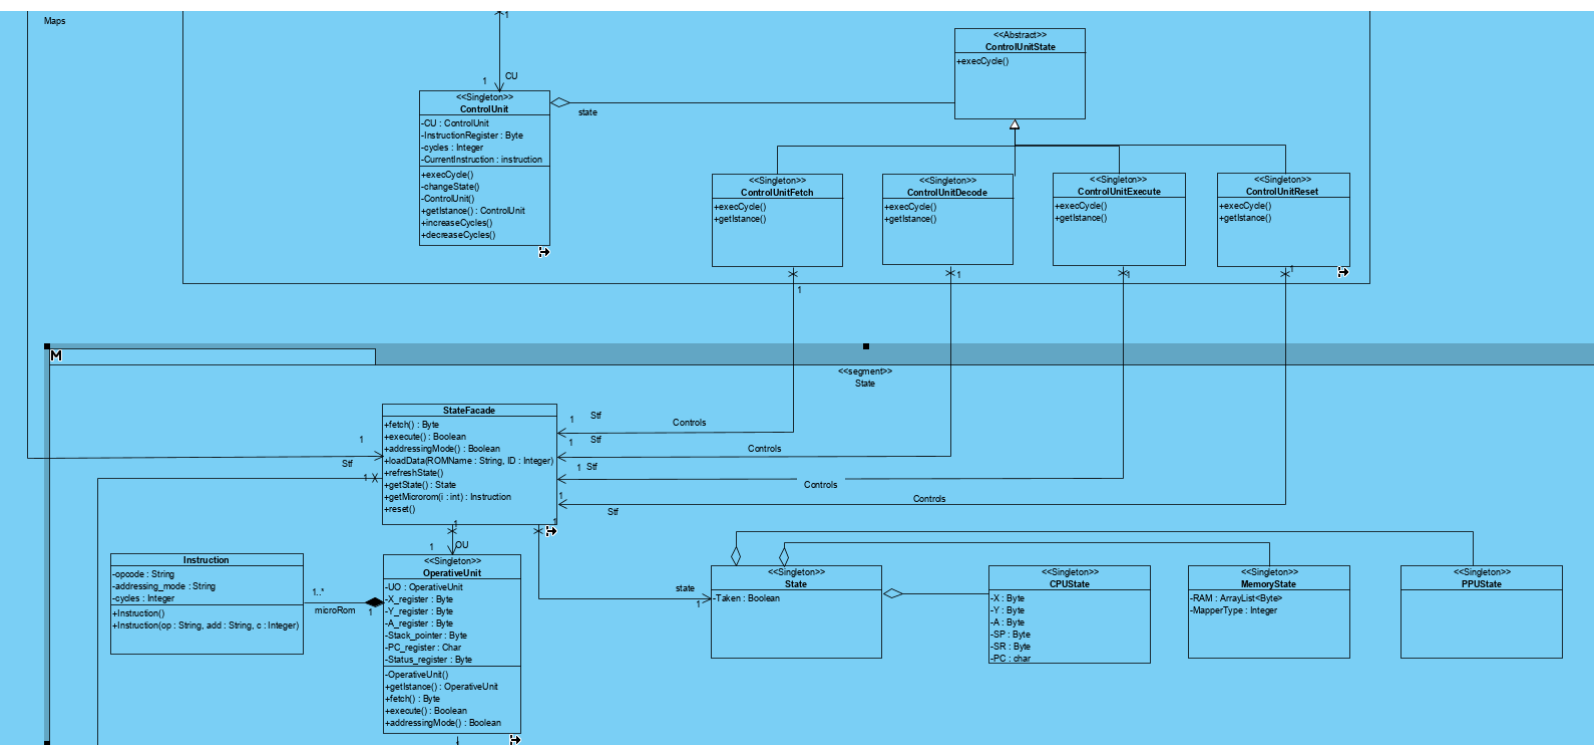 Maps
1
1
CU
<<Singleton>>
ControlUnit
-CU : ControlUnit
-InstructionRegister : Byte
-cycles : Integer
-CurrentInstruction : instruction
+execCycle()
-changeState()
-ControlUnit()
+getIstance() : ControlUnit
+increaseCycles()
+decreaseCycles()
state
<<Abstract>>
ControlUnitState
+execCycle()
<<Singleton>>
ControlUnitFetch
+execCycle()
+getIstance()
<<Singleton>>
ControlUnitDecode
+execCycle()
+getIstance()
<<Singleton>>
ControlUnitExecute
+execCycle()
+getIstance()
<<Singleton>>
ControlUnitReset
+execCycle()
+getIstance()
1
1
1
1
M
<<segment>>
State
StateFacade
+fetch() : Byte
+execute() : Boolean
+addressingMode() : Boolean
+loadData(ROMName : String, ID : Integer)
+refreshState()
+getState() : State
+getMicrorom(i : int) : Instruction
+reset()
1
Stf
1
1
Stf
Controls
1
Stf
Controls
1
Stf
Controls
1
Stf
Controls
1
1
OU
1
state
1
Instruction
-opcode : String
-addressing_mode : String
-cycles : Integer
+Instruction()
+Instruction(op : String, add : String, c : Integer)
1..*
microRom
1
<<Singleton>>
OperativeUnit
-UO : OperativeUnit
-X_register : Byte
-Y_register : Byte
-A_register : Byte
-Stack_pointer : Byte
-PC_register : Char
-Status_register : Byte
-OperativeUnit()
+getIstance() : OperativeUnit
+fetch() : Byte
+execute() : Boolean
+addressingMode() : Boolean
1
<<Singleton>>
State
-Taken : Boolean
<<Singleton>>
CPUState
-X : Byte
-Y : Byte
-A : Byte
-SP : Byte
-SR : Byte
-PC : char
<<Singleton>>
MemoryState
-RAM : ArrayList<Byte>
-MapperType : Integer
<<Singleton>>
PPUState